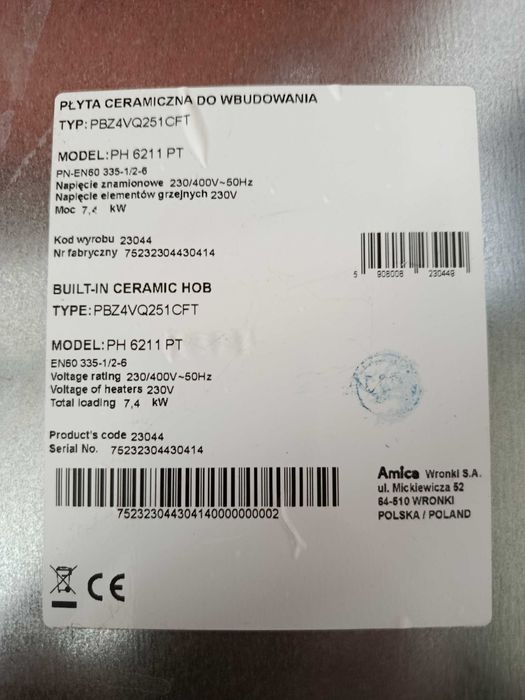 PŁYTA CERAMICZNA DO WBUDOWANIA
TYP: PBZ4VQ251CFT
MODEL: PH 6211 PT
PN-EN60 335-1/2-6
Napięcie znamionowe 230/400V~50Hz
Napięcie elementów grzejnych 230V
Moc 7,4 kW
Kod wyrobu 23044
Nr fabryczny 75232304430414
5 908008 230449
BUILT-IN CERAMIC HOB
TYPE: PBZ4VQ251CFT
MODEL: PH 6211 PT
EN60 335-1/2-6
Voltage rating 230/400V~50Hz
Voltage of heaters 230V
Total loading 7,4 kW
Product's code 23044
Serial No. 75232304430414
752323044304140000000002
Amica Wronki S.A.
ul. Mickiewicza 52
64-510 WRONKI
POLSKA / POLAND
CE